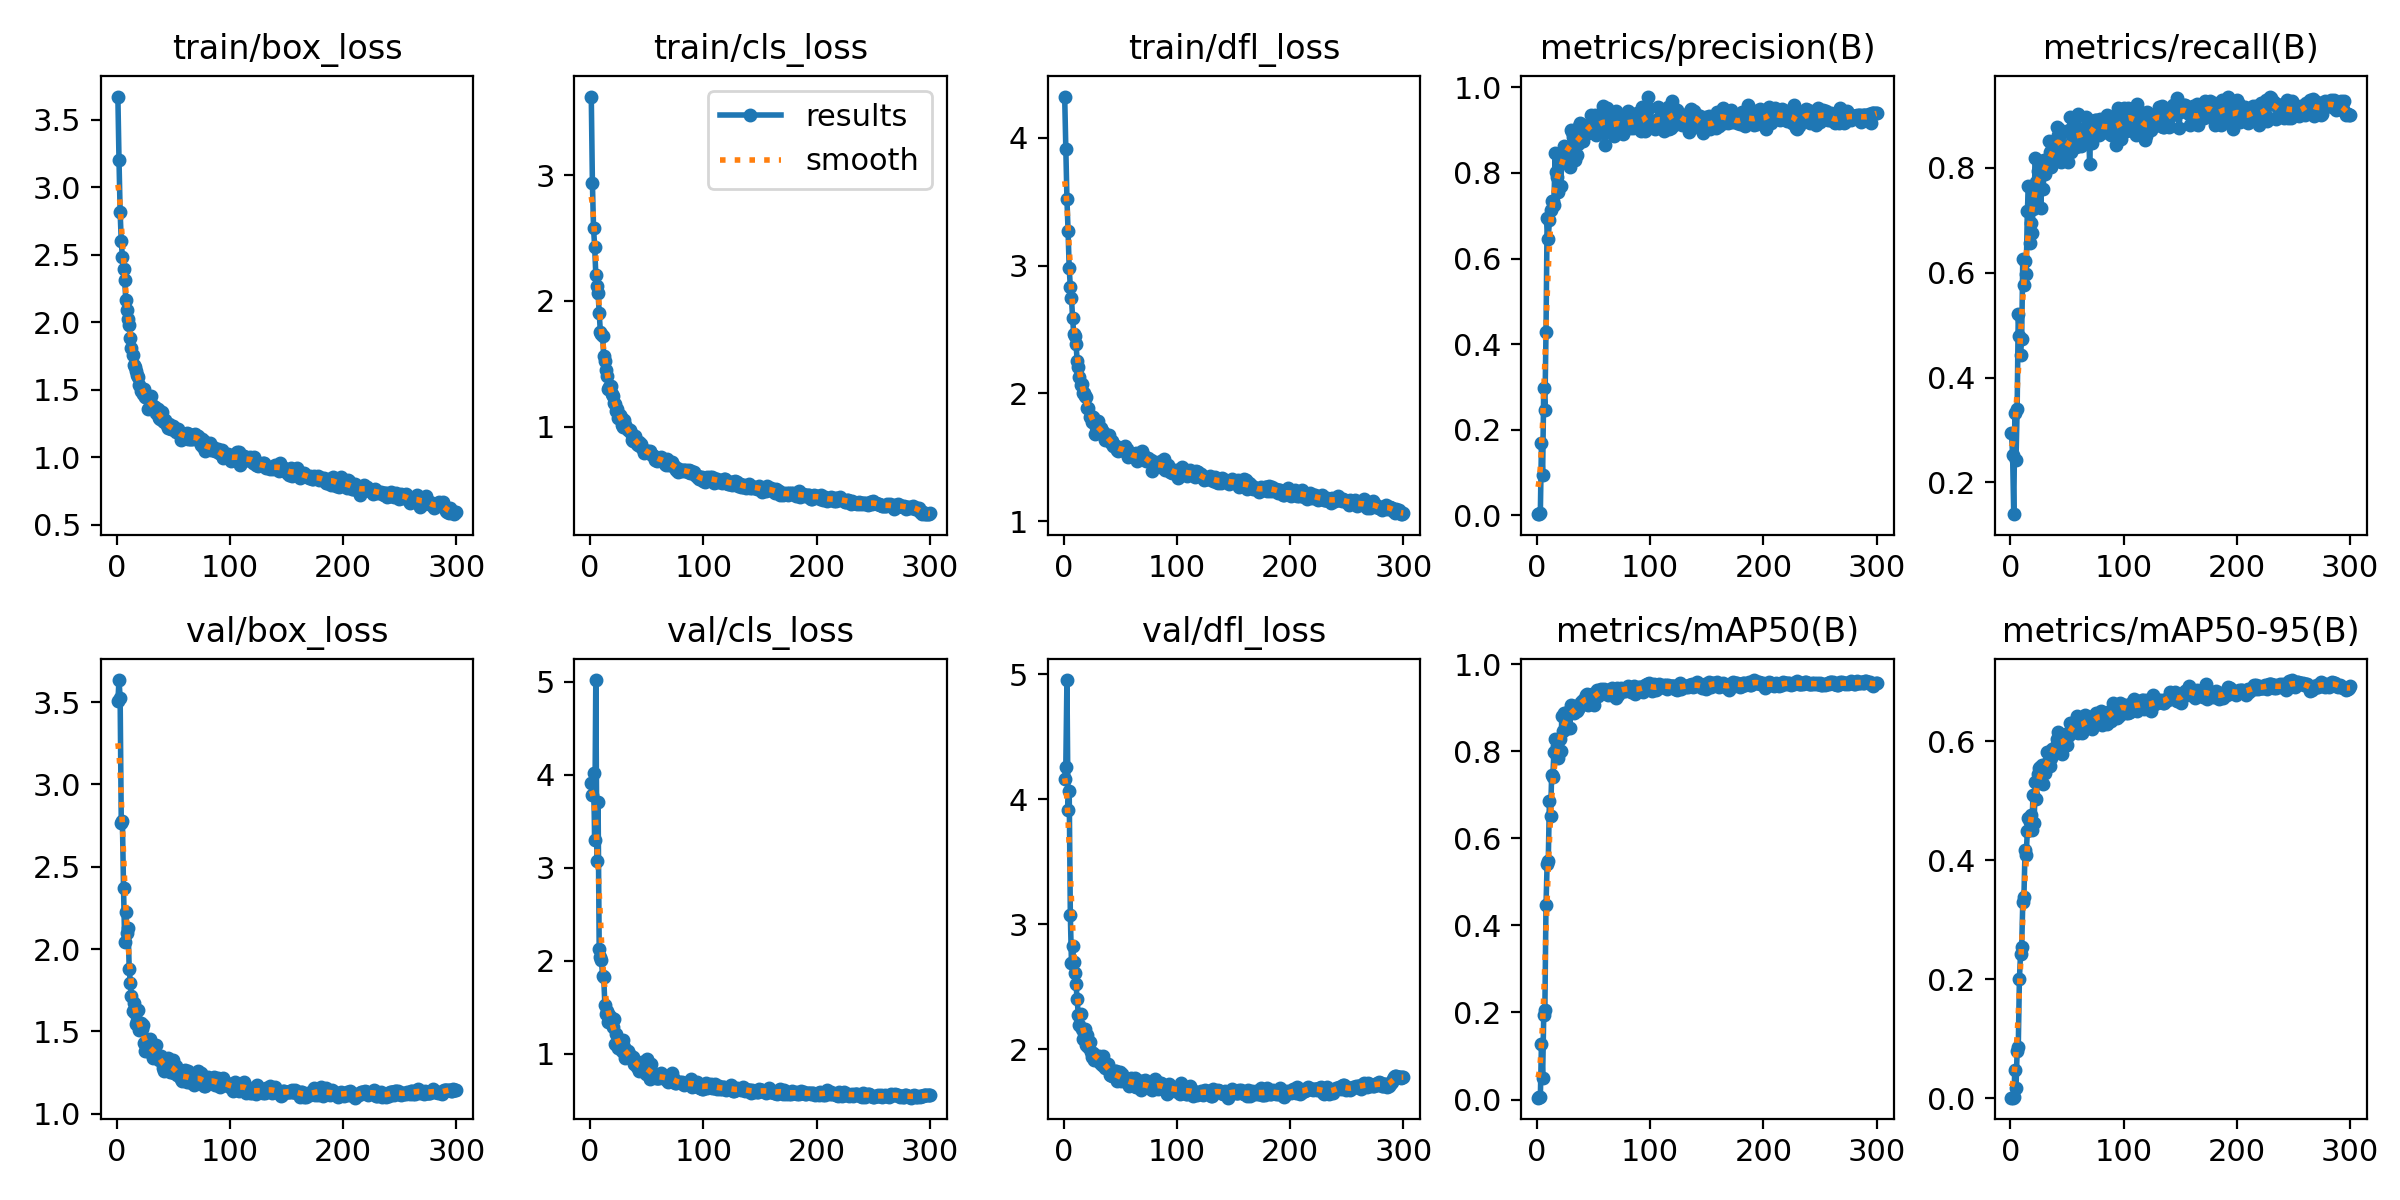 train/box_loss
train/cls_loss
train/dfl_loss
metrics/precision(B)
metrics/recall(B)
3.5
3.0
2.5
2.0
1.5
1.0
0.5
0 100 200 300
results
smooth
3
2
1
0 100 200 300
4
3
2
1
0 100 200 300
1.0
0.8
0.6
0.4
0.2
0.0
0 100 200 300
0.8
0.6
0.4
0.2
0 100 200 300
val/box_loss
val/cls_loss
val/dfl_loss
metrics/mAP50(B)
metrics/mAP50-95(B)
3.5
3.0
2.5
2.0
1.5
1.0
0 100 200 300
5
4
3
2
1
0 100 200 300
5
4
3
2
0 100 200 300
1.0
0.8
0.6
0.4
0.2
0.0
0 100 200 300
0.6
0.4
0.2
0.0
0 100 200 300